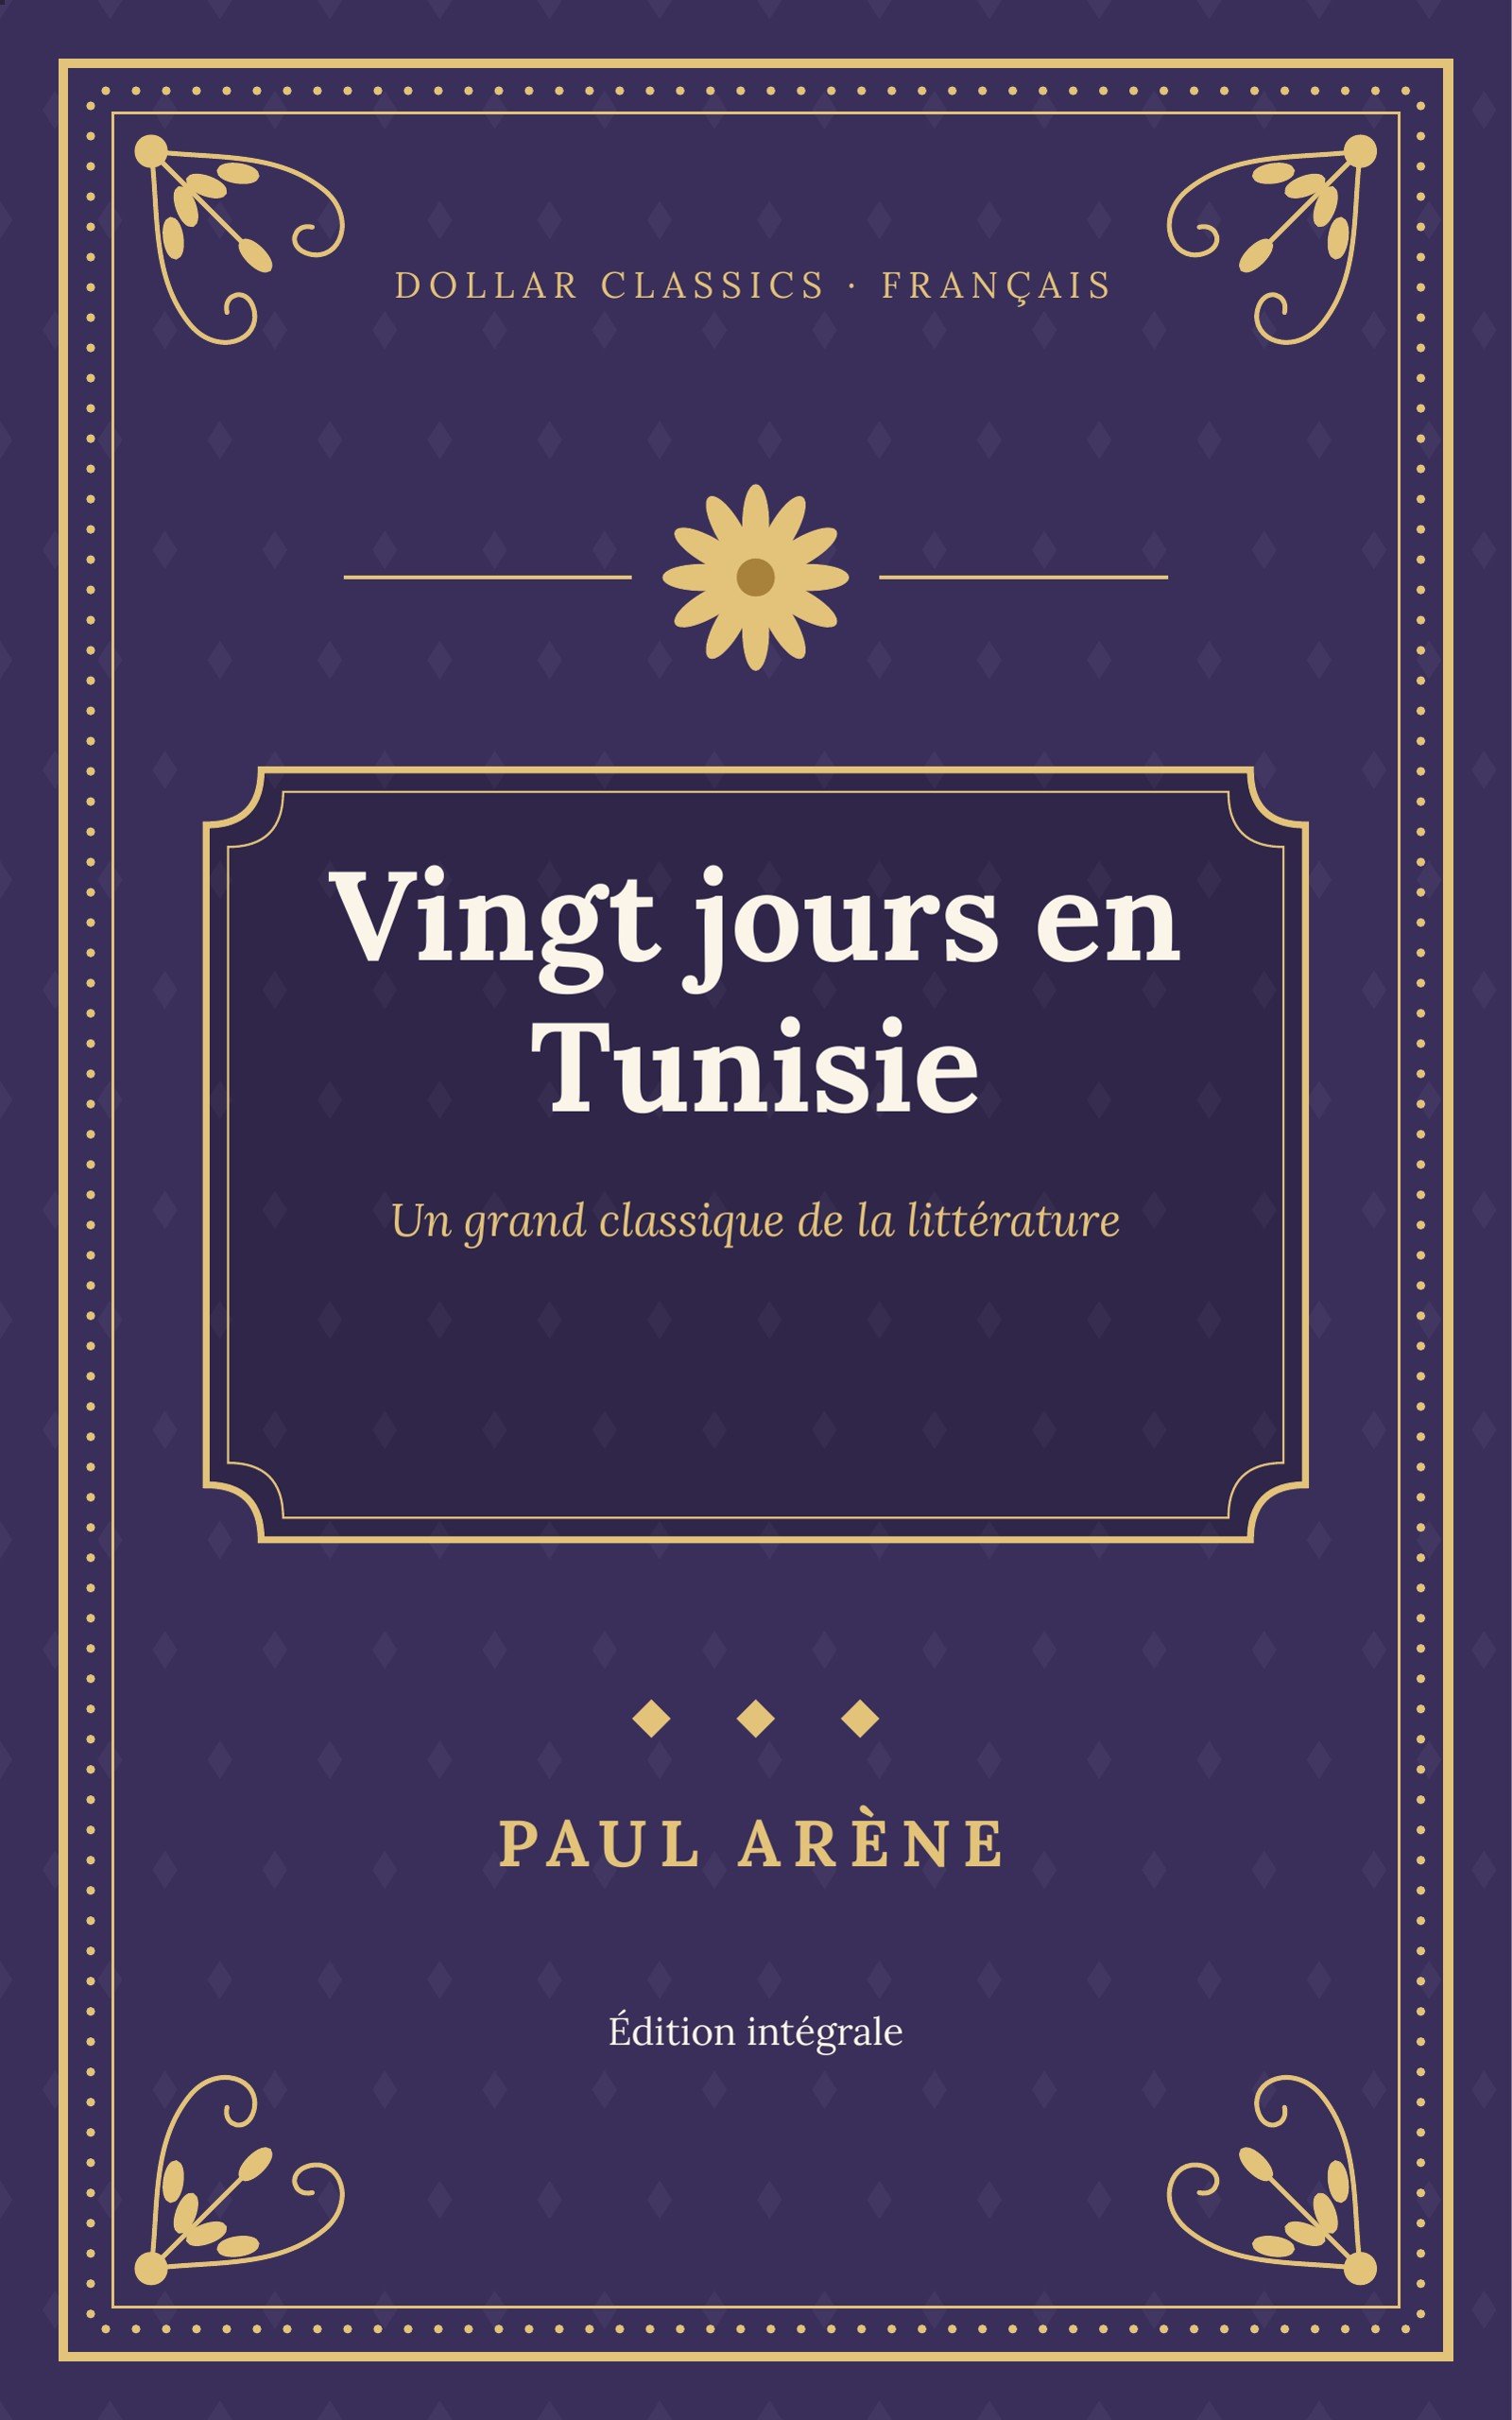 DOLLAR CLASSICS · FRANÇAIS
Vingt jours en
Tunisie
Un grand classique de la littérature
PAUL ARÈNE
Édition intégrale